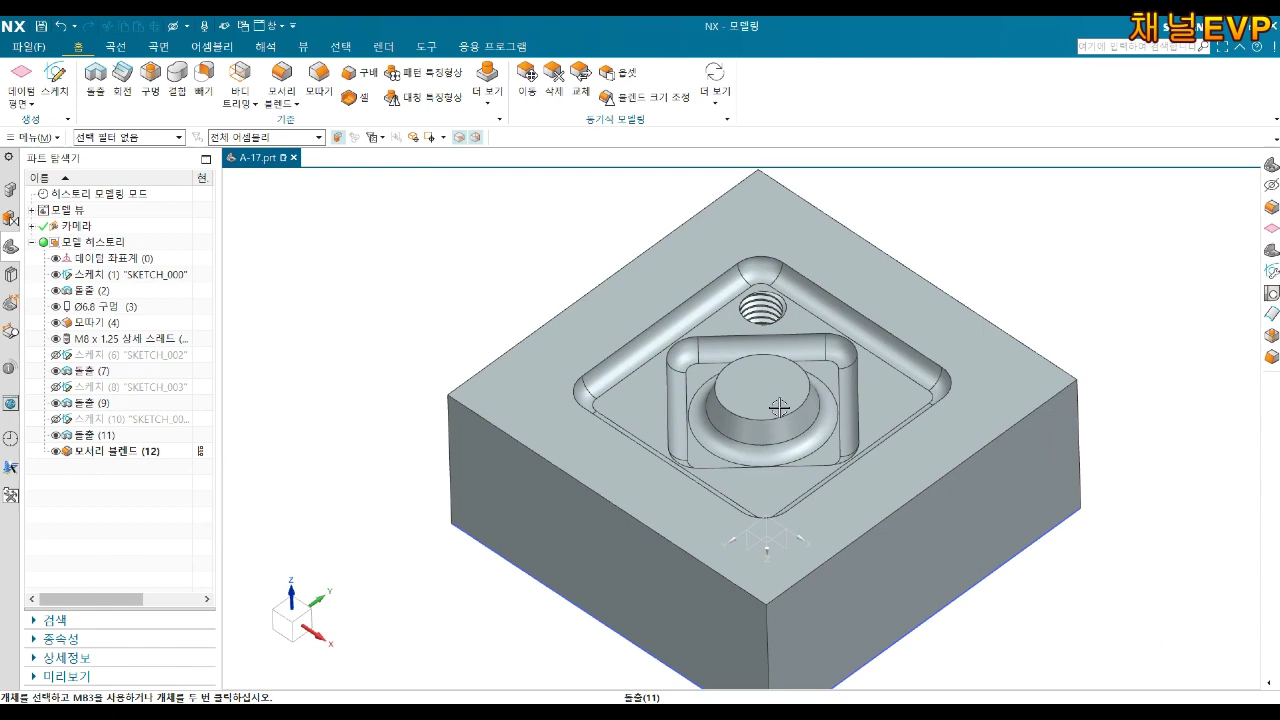 NX
창
NX - 모델링
채널EVP
파일(F) 홈 곡선 곡면 어셈블리 해석 뷰 선택 렌더 도구 응용 프로그램
데이텀 평면
스케치
돌출
회전
구멍
결합
빼기
바디 트리밍
모서리 블렌드
모따기
구배
셸
패턴 특징형상
대칭 특징형상
더 보기
이동
삭제
교체
옵셋
블렌드 크기 조정
더 보기
생성
기준
동기식 모델링
메뉴(M)
선택 필터 없음
전체 어셈블리
파트 탐색기
A-17.prt
이름
현.
히스토리 모델링 모드
모델 뷰
카메라
모델 히스토리
데이텀 좌표계 (0)
스케치 (1) "SKETCH_000"
돌출 (2)
Ø6.8 구멍 (3)
모따기 (4)
M8 x 1.25 상세 스레드 (...
스케치 (6) "SKETCH_002"
돌출 (7)
스케치 (8) "SKETCH_003"
돌출 (9)
스케치 (10) "SKETCH_00...
돌출 (11)
모서리 블렌드 (12)
Z
Y
X
검색
종속성
상세정보
미리보기
개체를 선택하고 MB3을 사용하거나 개체를 두 번 클릭하십시오.
돌출(11)